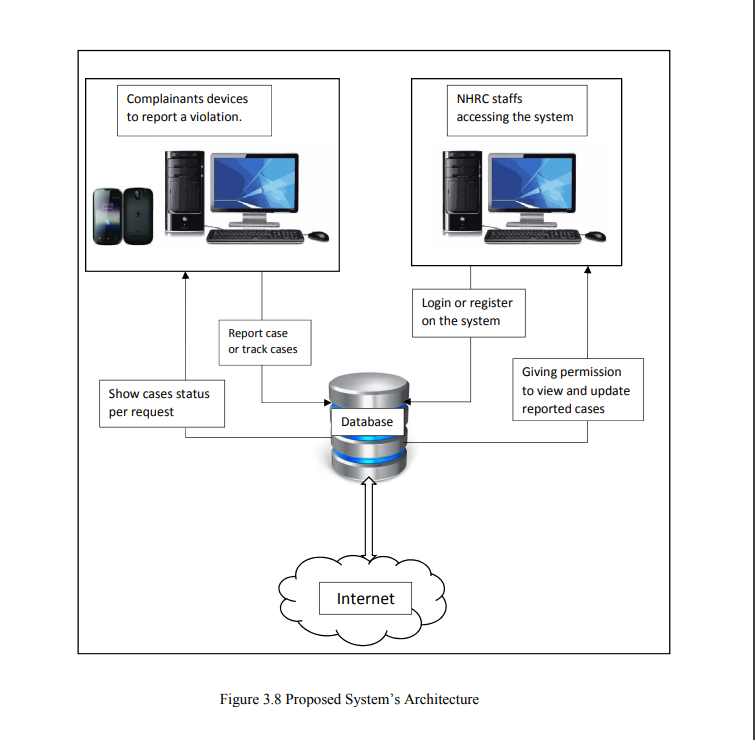 Complainants devices
to report a violation.
NHRC staffs
accessing the system
Login or register
on the system
Report case
or track cases
Giving permission
to view and update
reported cases
Show cases status
per request
Database
Internet
Figure 3.8 Proposed System’s Architecture